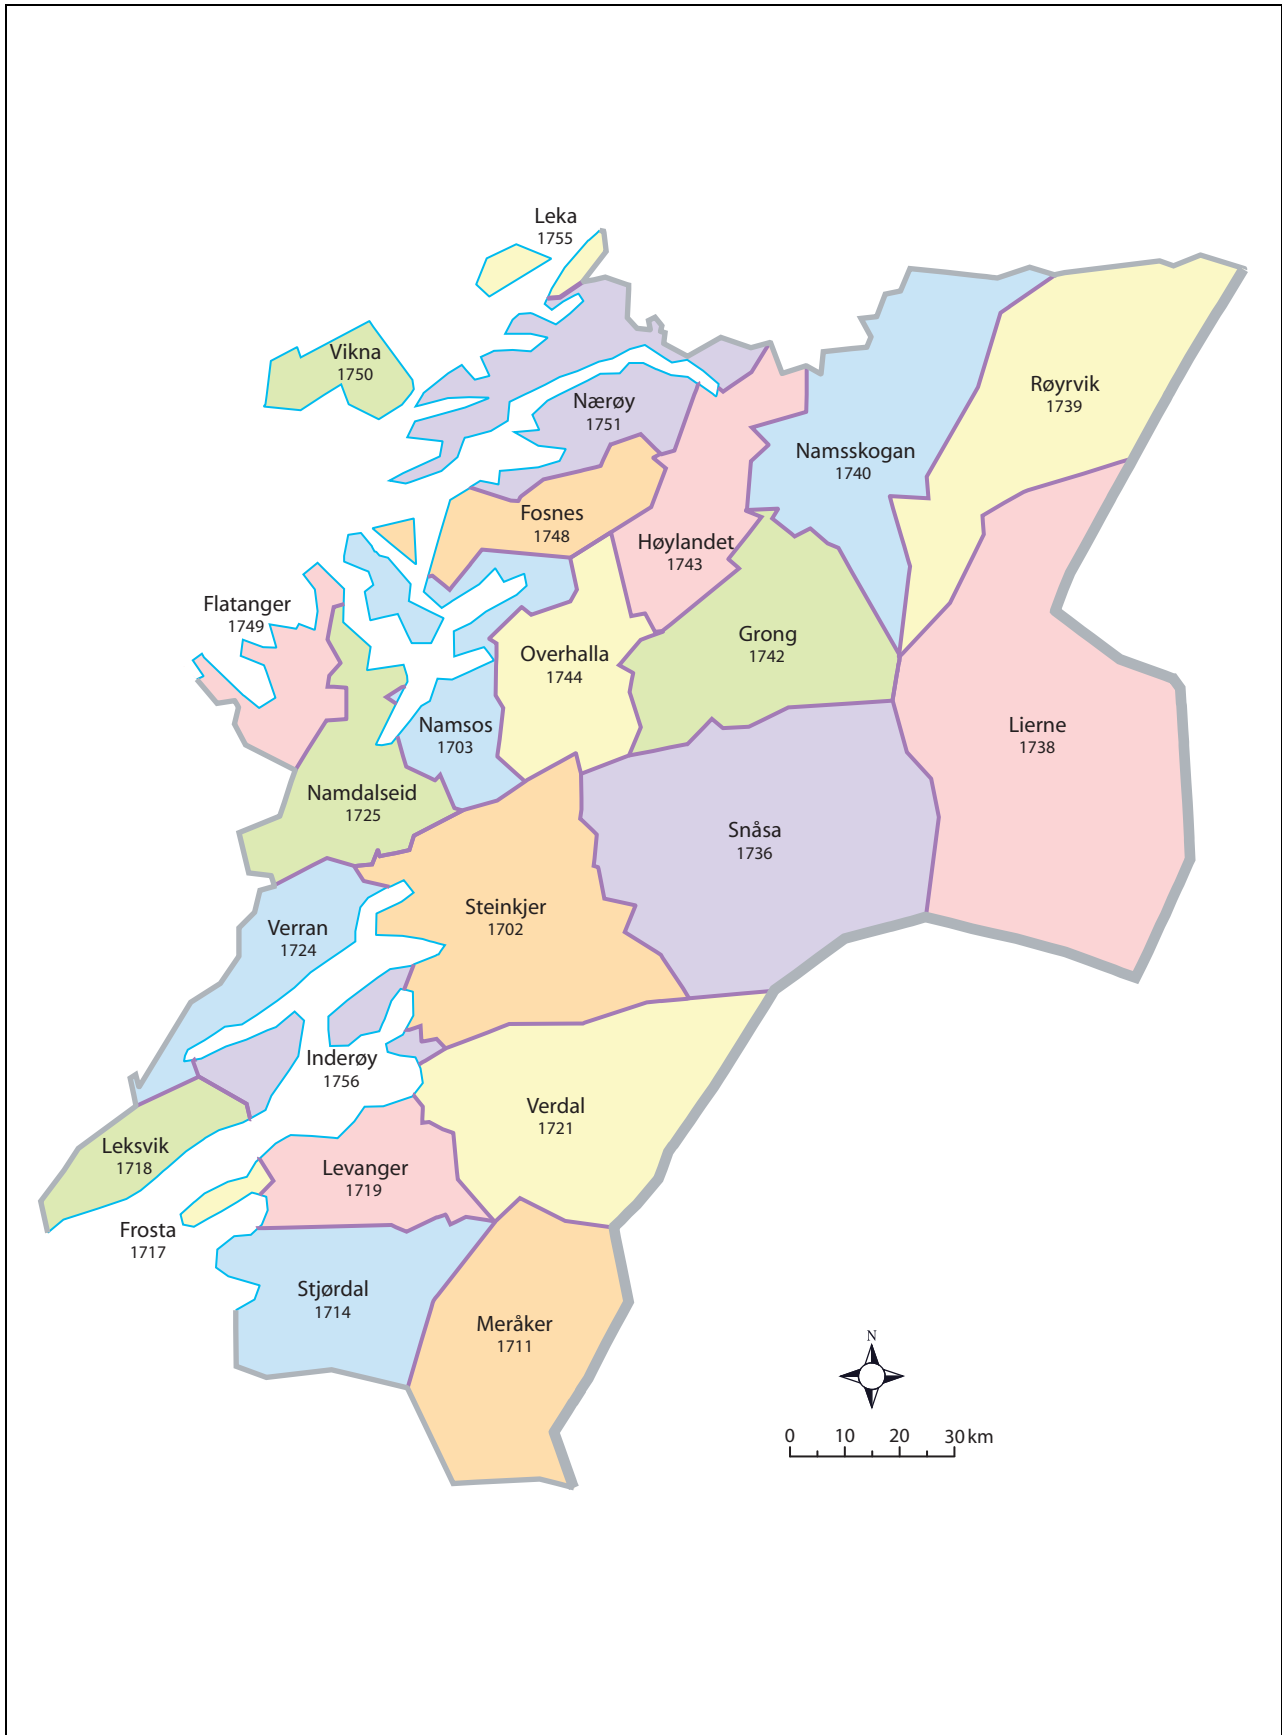 Leka
1755
Vikna
1750
Røyrvik
1739
Nærøy
1751
Namsskogan
1740
Fosnes
1748
Høylandet
1743
Flatanger
1749
Grong
1742
Overhalla
1744
Namsos
1703
Lierne
1738
Namdalseid
1725
Snåsa
1736
Steinkjer
1702
Verran
1724
Inderøy
1756
Verdal
1721
Leksvik
1718
Levanger
1719
Frosta
1717
Stjørdal
1714
Meråker
1711
N
0 10 20 30 km